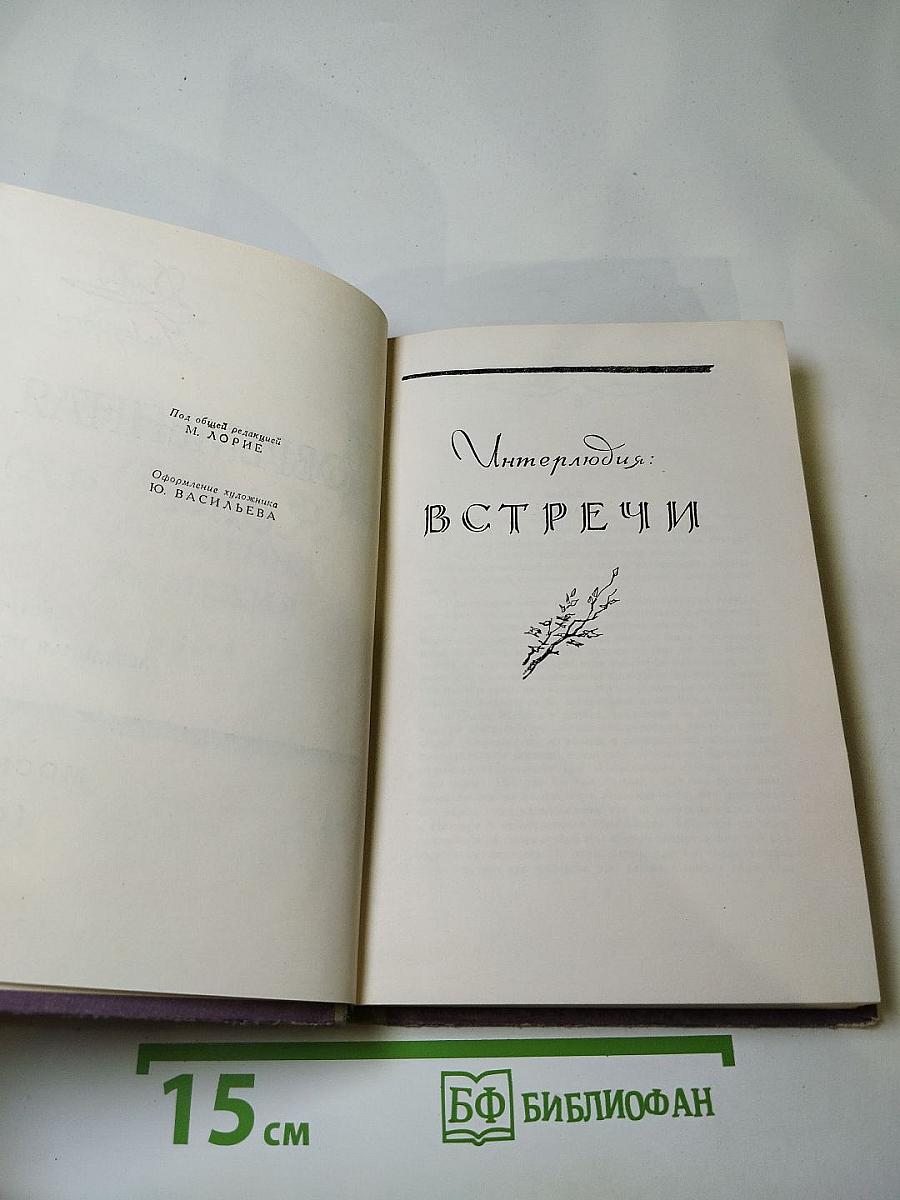 Под общей редакцией
М. ЛОРИЕ
Оформление художника
Ю. ВАСИЛЬЕВА
Интерлюдия:
ВСТРЕЧИ
15 см
БФ БИБЛИОФАН